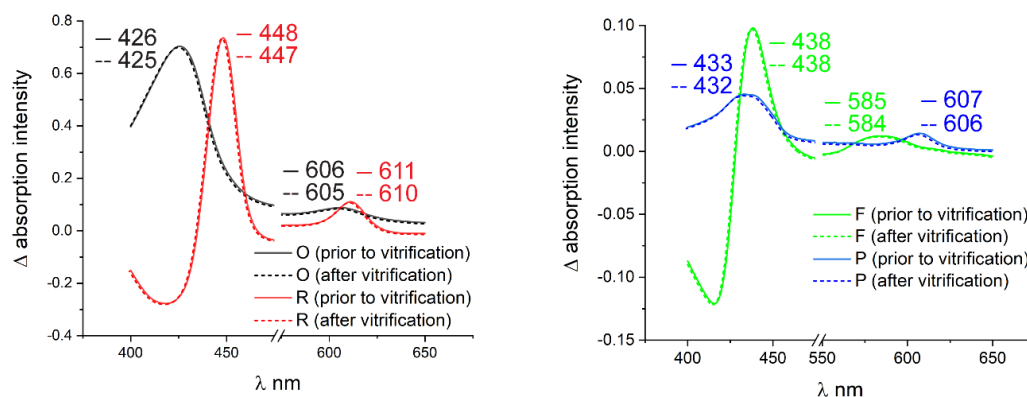 Δ absorption intensity
0.8
0.6
0.4
0.2
0.0
-0.2
-0.4
— 426
-- 425
— 448
-- 447
— 606
-- 605
— 611
-- 610
O (prior to vitrification)
O (after vitrification)
R (prior to vitrification)
R (after vitrification)
400 450 600 650
λ nm
Δ absorption intensity
0.10
0.05
0.00
-0.05
-0.10
-0.15
— 433
-- 432
— 438
-- 438
— 585
-- 584
— 607
-- 606
F (prior to vitrification)
F (after vitrification)
P (prior to vitrification)
P (after vitrification)
400 450 550 600 650
λ nm